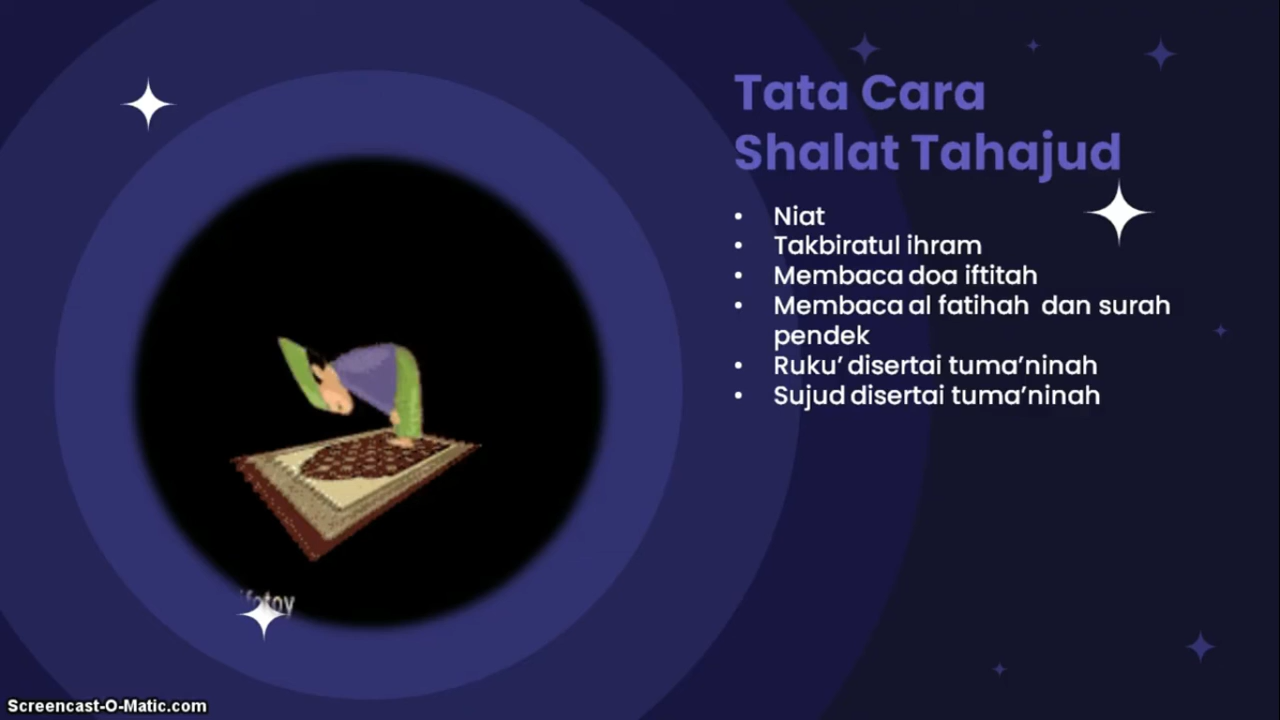 Tata Cara
Shalat Tahajud
• Niat
• Takbiratul ihram
• Membaca doa iftitah
• Membaca al fatihah dan surah
pendek
• Ruku’ disertai tuma’ninah
• Sujud disertai tuma’ninah
Screencast-O-Matic.com